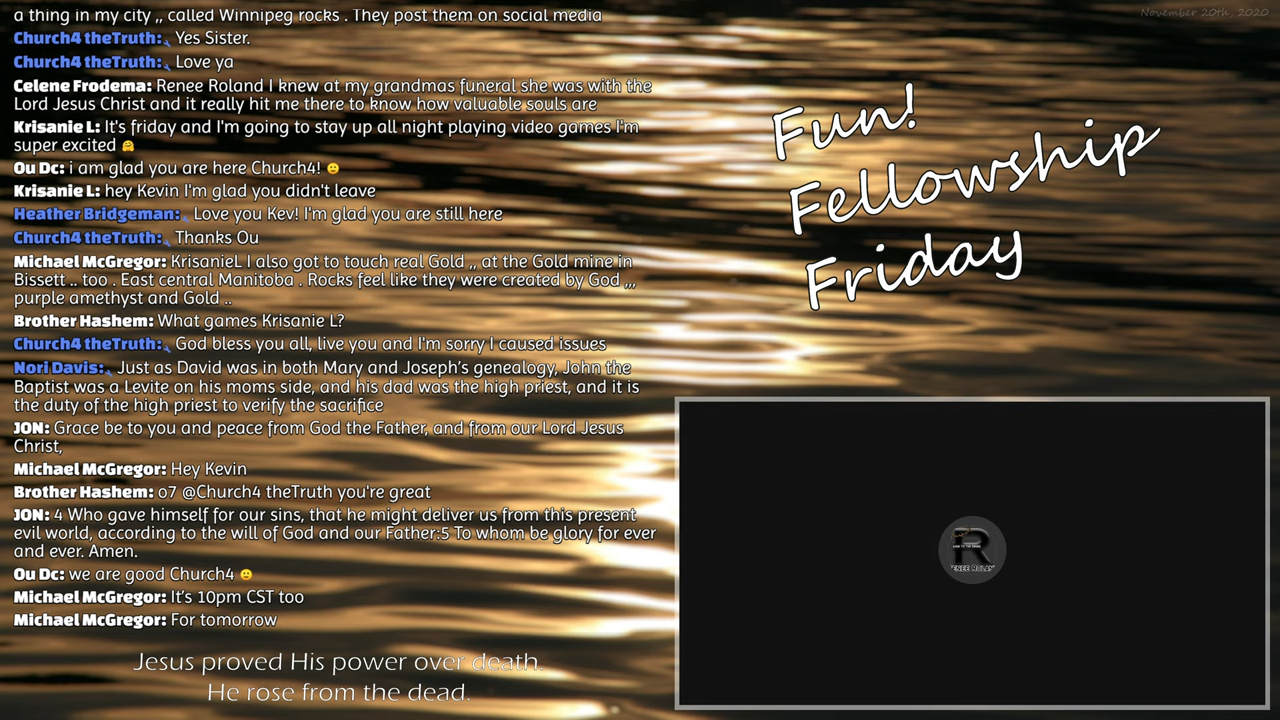 a thing in my city ,, called Winnipeg rocks . They post them on social media
Church4 theTruth: Yes Sister.
Church4 theTruth: Love ya
Celene Frodema: Renee Roland I knew at my grandmas funeral she was with the
Lord Jesus Christ and it really hit me there to know how valuable souls are
Krisanie L: It's friday and I'm going to stay up all night playing video games I'm
super excited 🤗
Ou Dc: i am glad you are here Church4! 🙂
Krisanie L: hey Kevin I'm glad you didn't leave
Heather Bridgeman: Love you Kev! I'm glad you are still here
Church4 theTruth: Thanks Ou
Michael McGregor: KrisanieL I also got to touch real Gold ,, at the Gold mine in
Bissett .. too . East central Manitoba . Rocks feel like they were created by God ,,,
purple amethyst and Gold ..
Brother Hashem: What games Krisanie L?
Church4 theTruth: God bless you all, live you and I'm sorry I caused issues
Nori Davis: Just as David was in both Mary and Joseph's genealogy, John the
Baptist was a Levite on his moms side, and his dad was the high priest, and it is
the duty of the high priest to verify the sacrifice
JON: Grace be to you and peace from God the Father, and from our Lord Jesus
Christ,
Michael McGregor: Hey Kevin
Brother Hashem: o7 @Church4 theTruth you're great
JON: 4 Who gave himself for our sins, that he might deliver us from this present
evil world, according to the will of God and our Father:5 To whom be glory for ever
and ever. Amen.
Ou Dc: we are good Church4 🙂
Michael McGregor: It's 10pm CST too
Michael McGregor: For tomorrow
Jesus proved His power over death.
He rose from the dead.
November 20th, 2020
Fun!
Fellowship
Friday
R